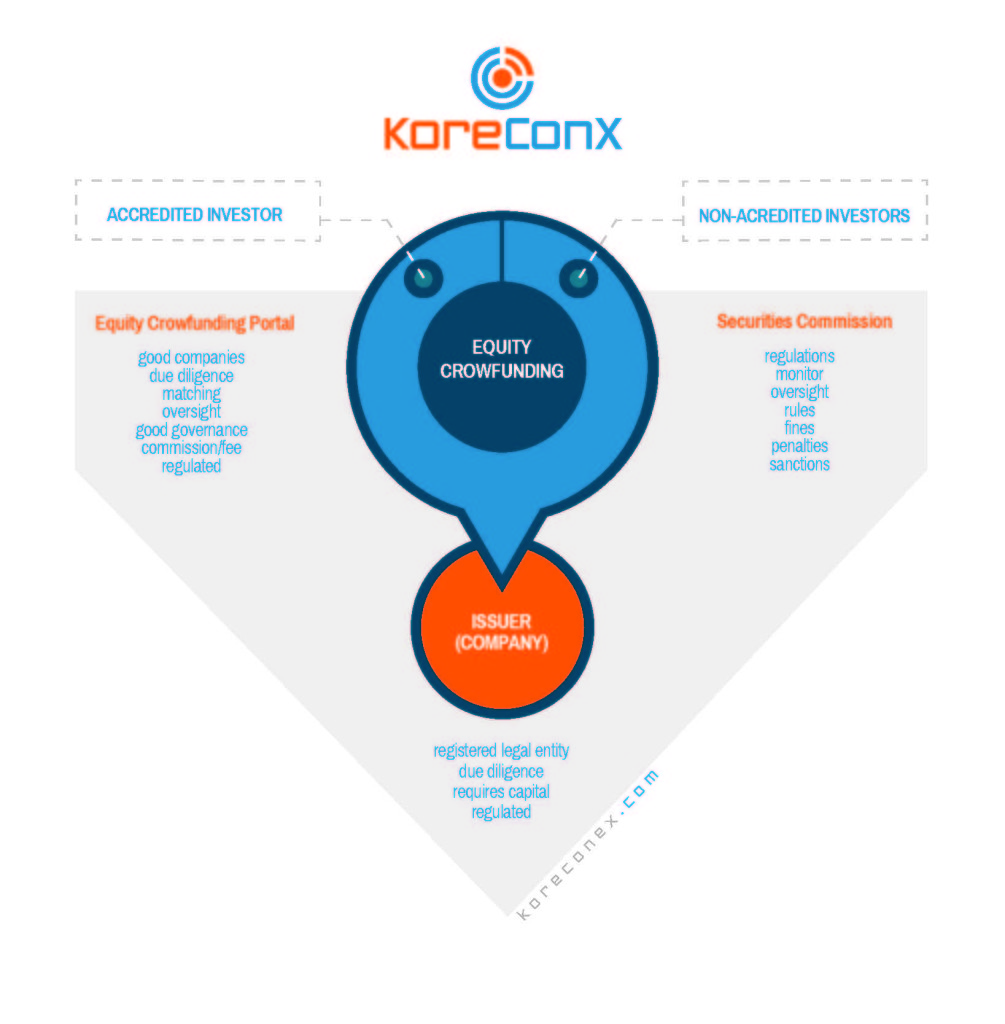 KoreConX
ACCREDITED INVESTOR
NON-ACREDITED INVESTORS
Equity Crowfunding Portal
good companies
due diligence
matching
oversight
good governance
commission/fee
regulated
EQUITY
CROWFUNDING
Securities Commission
regulations
monitor
oversight
rules
fines
penalties
sanctions
ISSUER
(COMPANY)
registered legal entity
due diligence
requires capital
regulated
koreconex.com